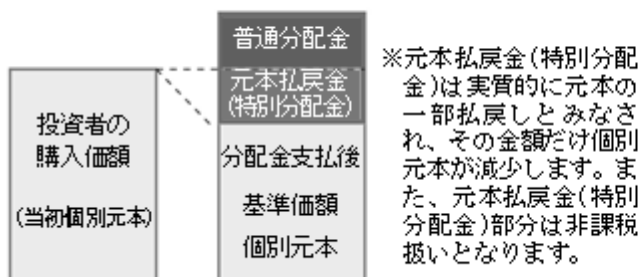 投資者の
購入価額
(当初個別元本)
普通分配金
元本払戻金
(特別分配金)
分配金支払後
基準価額
個別元本
※元本払戻金(特別分配
金)は実質的に元本の
一部払戻しとみなさ
れ、その金額だけ個別
元本が減少します。ま
た、元本払戻金(特別
分配金)部分は非課税
扱いとなります。